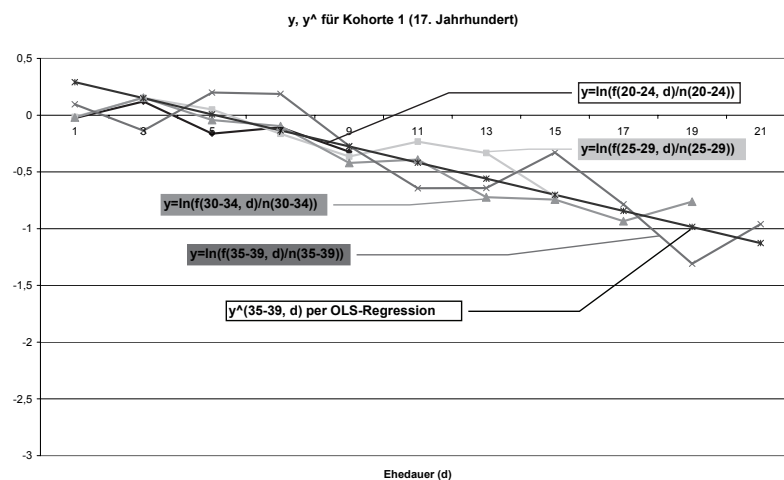 y, y^ für Kohorte 1 (17. Jahrhundert)
0,5
0
-0,5
-1
-1,5
-2
-2,5
-3
1 3 5 7 9 11 13 15 17 19 21
y=ln(f(20-24, d)/n(20-24))
y=ln(f(25-29, d)/n(25-29))
y=ln(f(30-34, d)/n(30-34))
y=ln(f(35-39, d)/n(35-39))
y^(35-39, d) per OLS-Regression
Ehedauer (d)